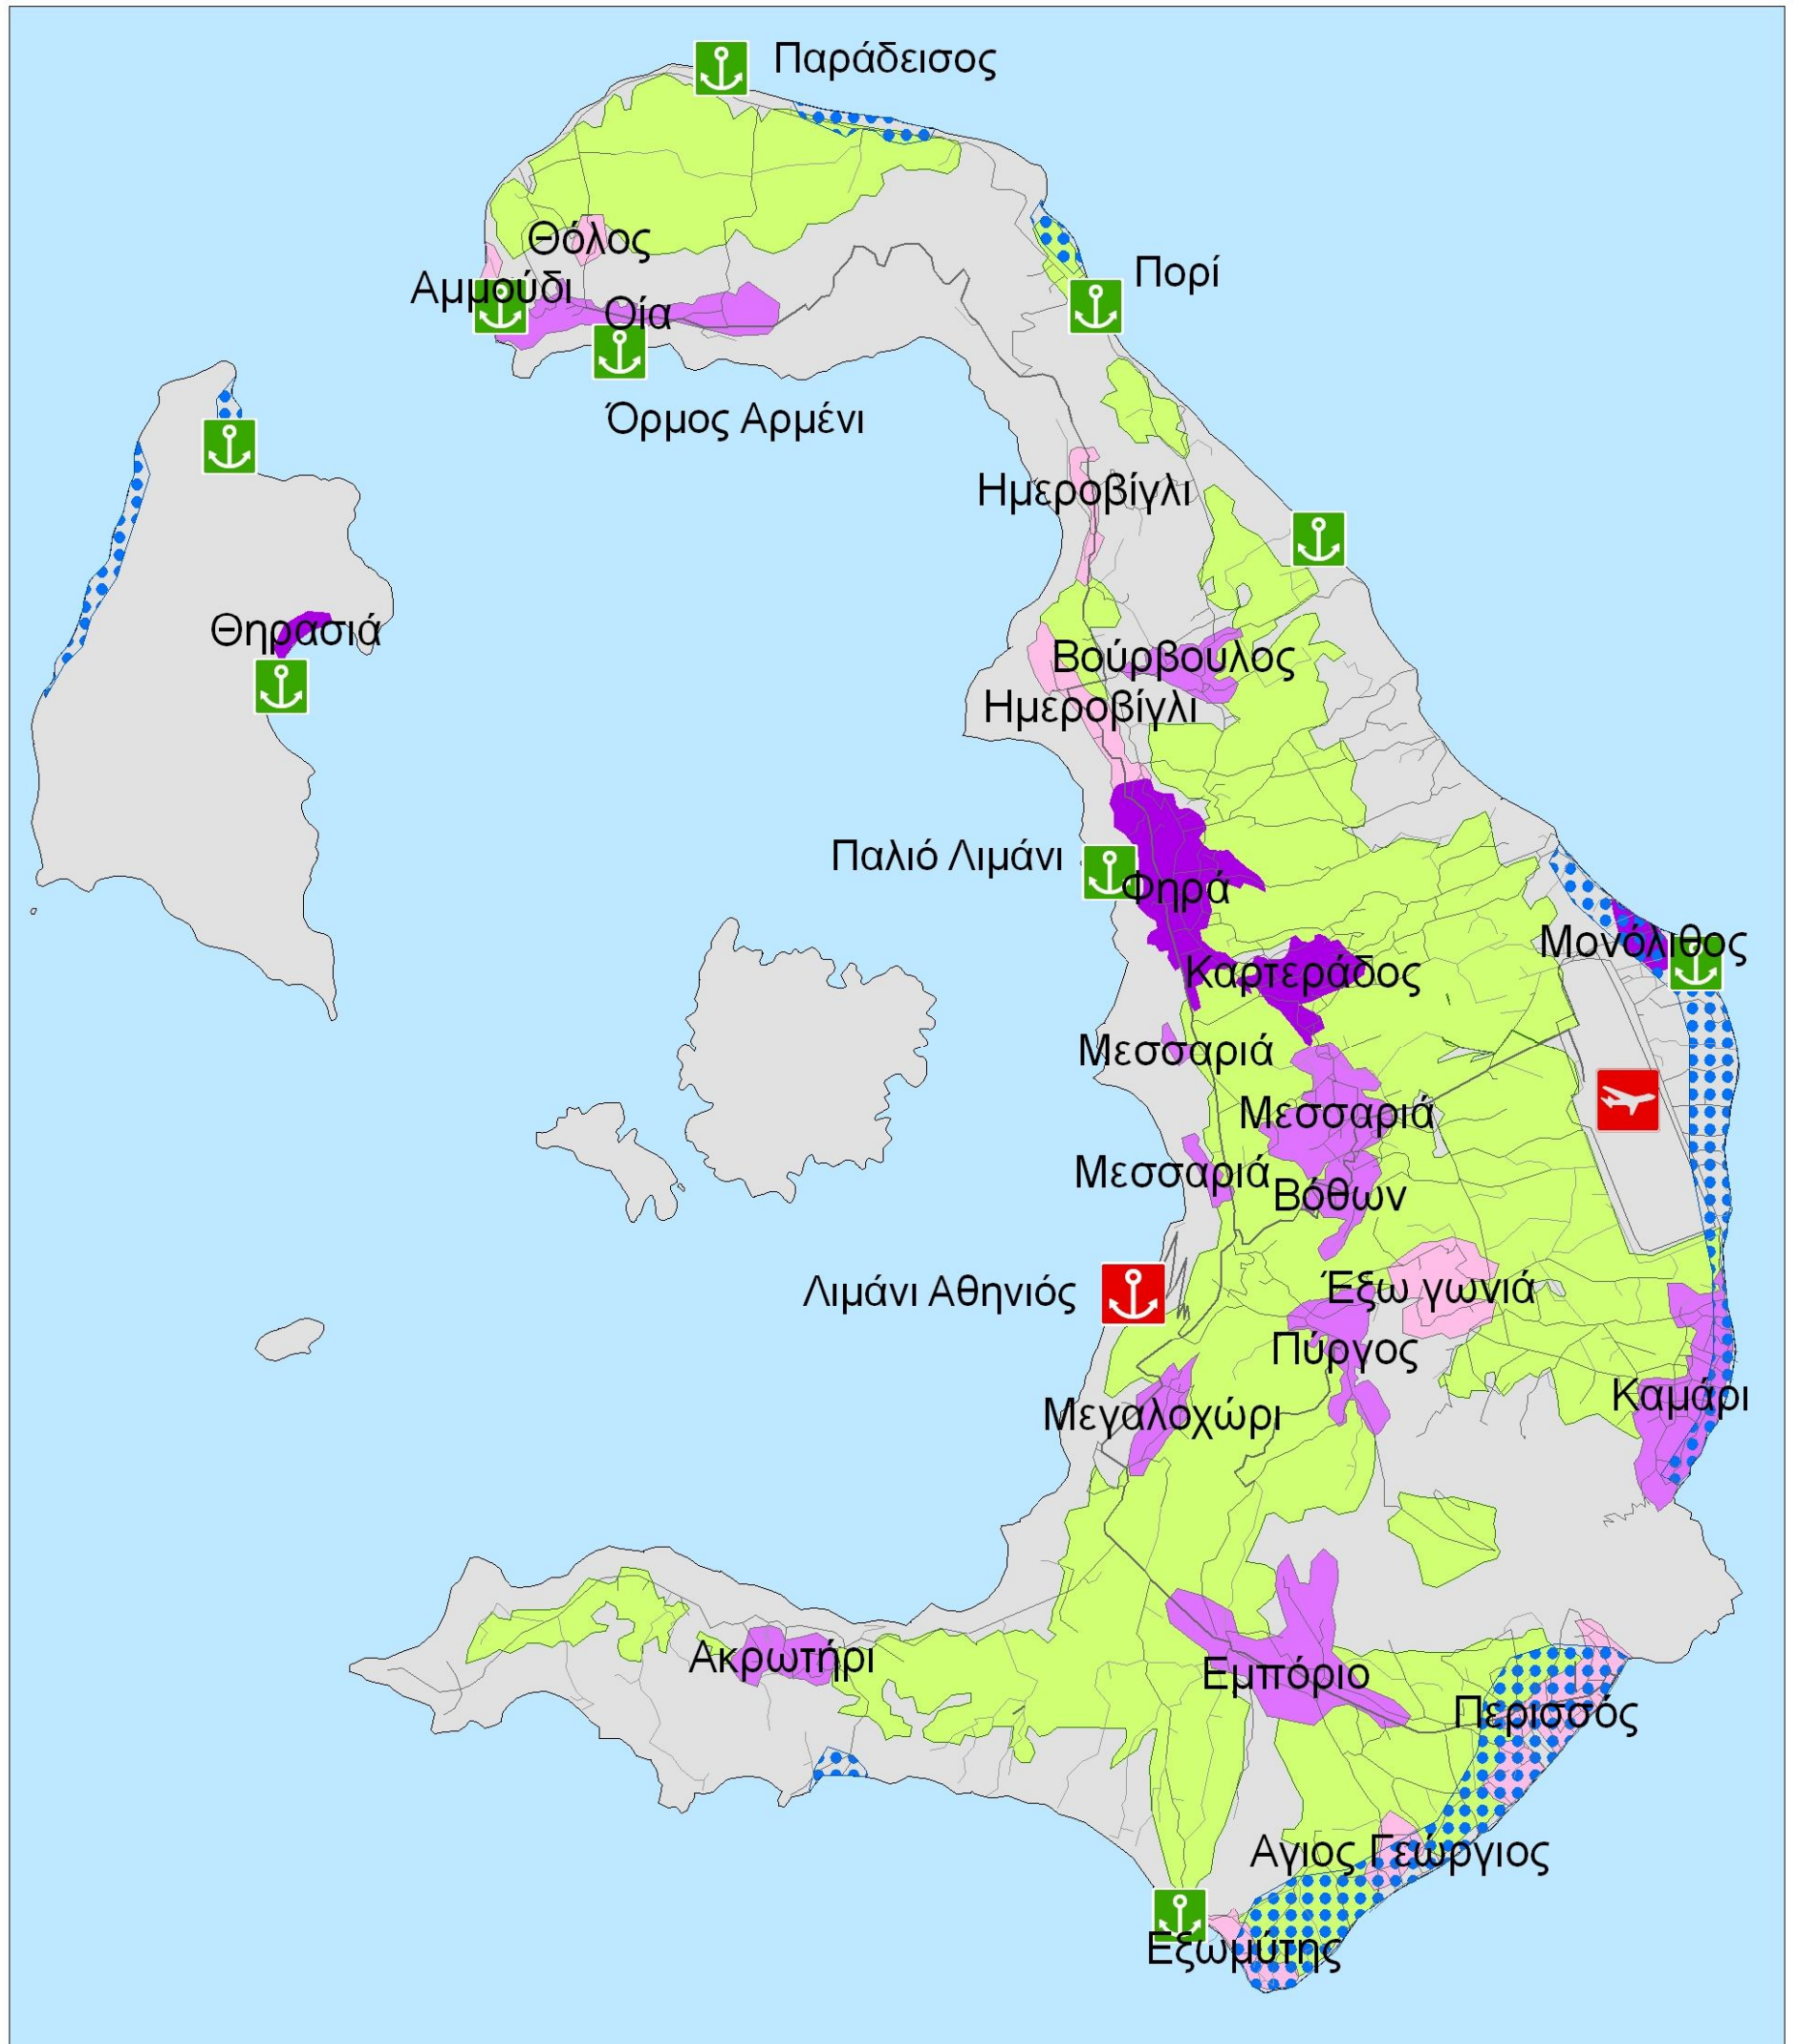 Παράδεισος
Θόλος
Πορί
Αμμούδι
Οία
Όρμος Αρμένι
Ημεροβίγλι
Θηρασιά
Βούρβουλος
Ημεροβίγλι
Παλιό Λιμάνι
Φηρά
Μονόλιθος
Καρτεράδος
Μεσσαριά
Μεσσαριά
Μεσσαριά
Βόθων
Λιμάνι Αθηνιός
Έξω γωνιά
Πύργος
Καμάρι
Μεγαλοχώρι
Ακρωτήρι
Εμπόριο
Περισσός
Αγιος Γεώργιος
Εξωμύτης